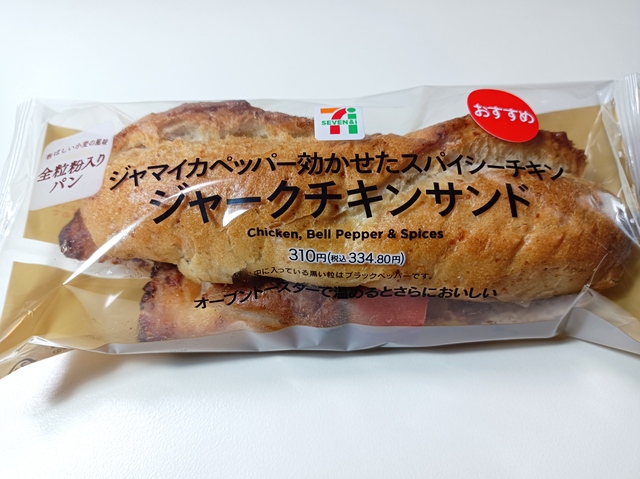 おすすめ
7
SEVEN&i
香ばしい小麦の風味
全粒粉入り
パン
ジャマイカペッパー効かせたスパイシーチキン
ジャークチキンサンド
Chicken, Bell Pepper & Spices
310円(税込334.80円)
中に入っている黒い粒はブラックペッパーです。
オーブントースターで温めるとさらにおいしい